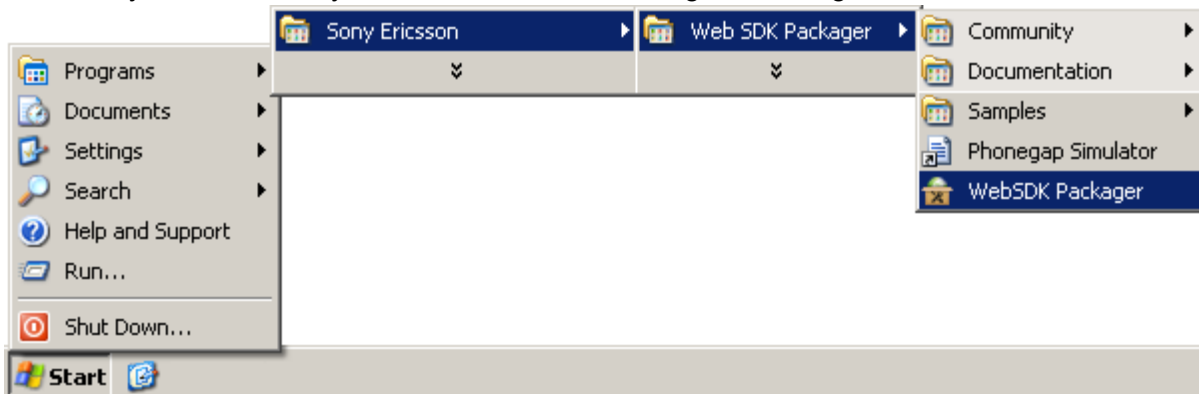 Sony Ericsson
Web SDK Packager
Community
Documentation
Samples
Phonegap Simulator
WebSDK Packager
Programs
Documents
Settings
Search
Help and Support
Run...
Shut Down...
Start